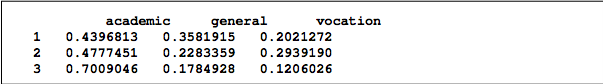 academic general vocation
1 0.4396813 0.3581915 0.2021272
2 0.4777451 0.2283359 0.2939190
3 0.7009046 0.1784928 0.1206026